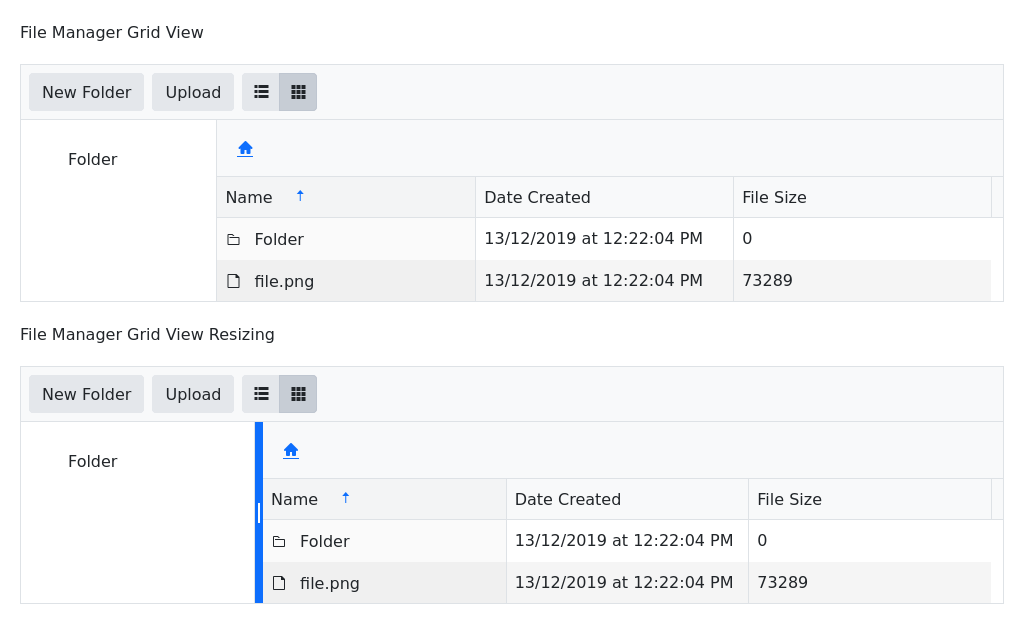 File Manager Grid View
New Folder Upload
Folder
Name Date Created File Size
Folder 13/12/2019 at 12:22:04 PM 0
file.png 13/12/2019 at 12:22:04 PM 73289
File Manager Grid View Resizing
New Folder Upload
Folder
Name Date Created File Size
Folder 13/12/2019 at 12:22:04 PM 0
file.png 13/12/2019 at 12:22:04 PM 73289